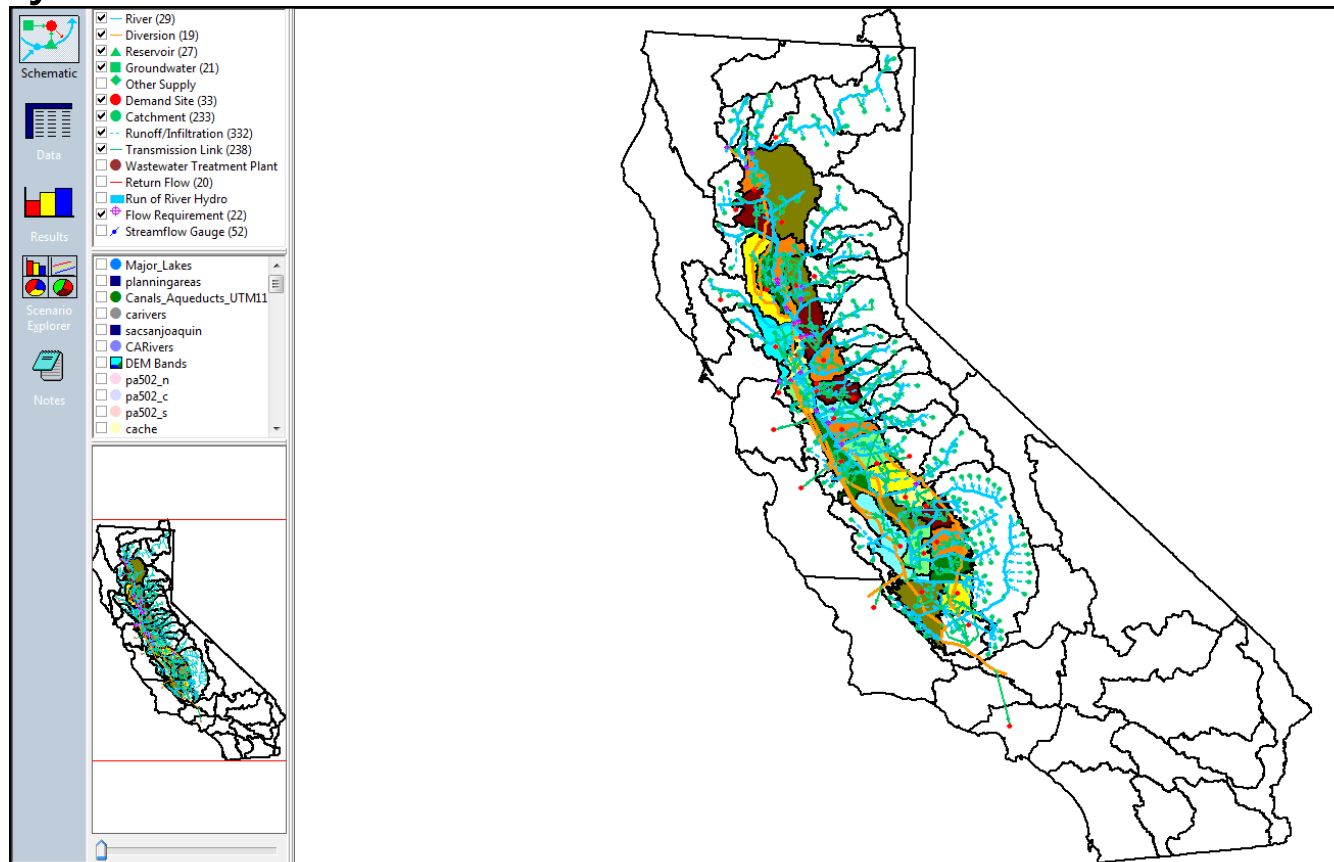 Schematic
Data
Results
Scenario
Explorer
Notes
River (29)
Diversion (19)
Reservoir (27)
Groundwater (21)
Other Supply
Demand Site (33)
Catchment (233)
Runoff/Infiltration (332)
Transmission Link (238)
Wastewater Treatment Plant
Return Flow (20)
Run of River Hydro
Flow Requirement (22)
Streamflow Gauge (52)
Major_Lakes
planningareas
Canals_Aqueducts_UTM11
carivers
sacsanjoaquin
CARivers
DEM Bands
pa502_n
pa502_c
pa502_s
cache